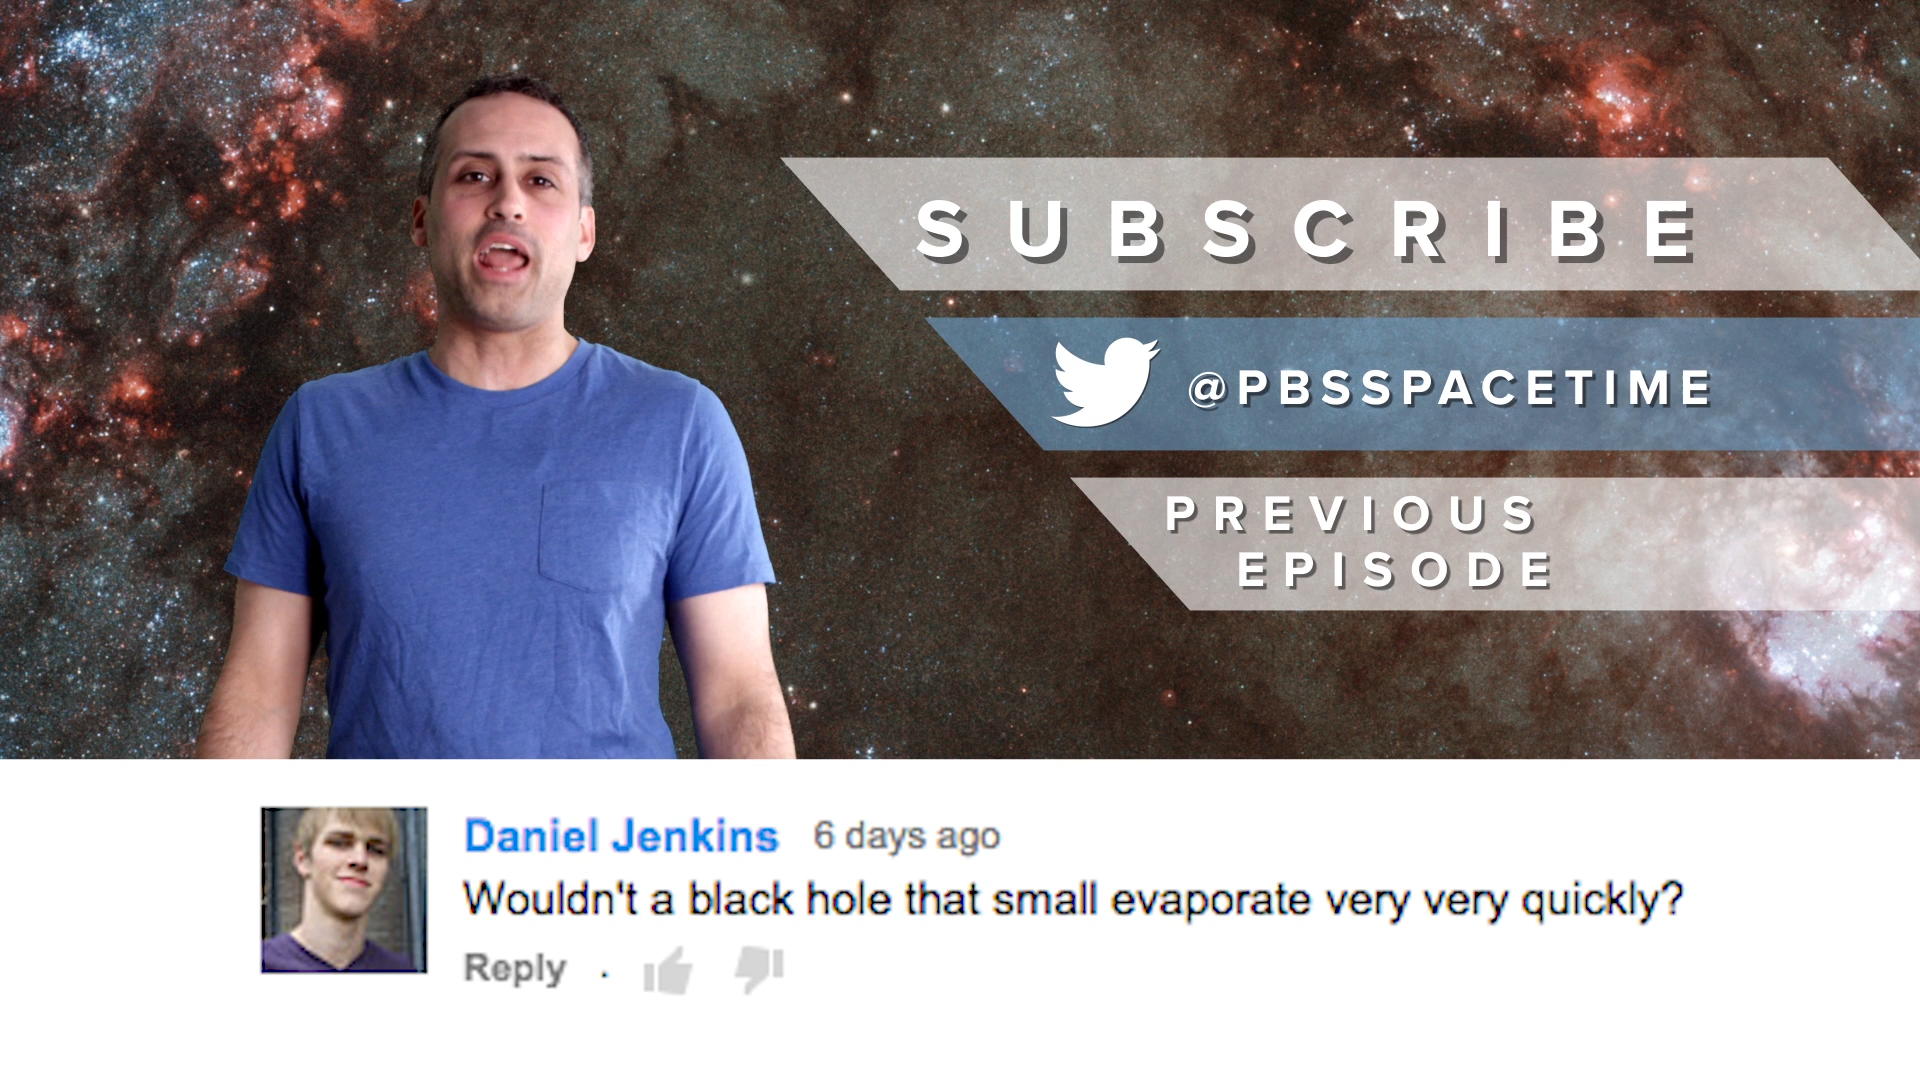 SUBSCRIBE
@PBSSPACETIME
PREVIOUS
EPISODE
Daniel Jenkins 6 days ago
Wouldn't a black hole that small evaporate very very quickly?
Reply .